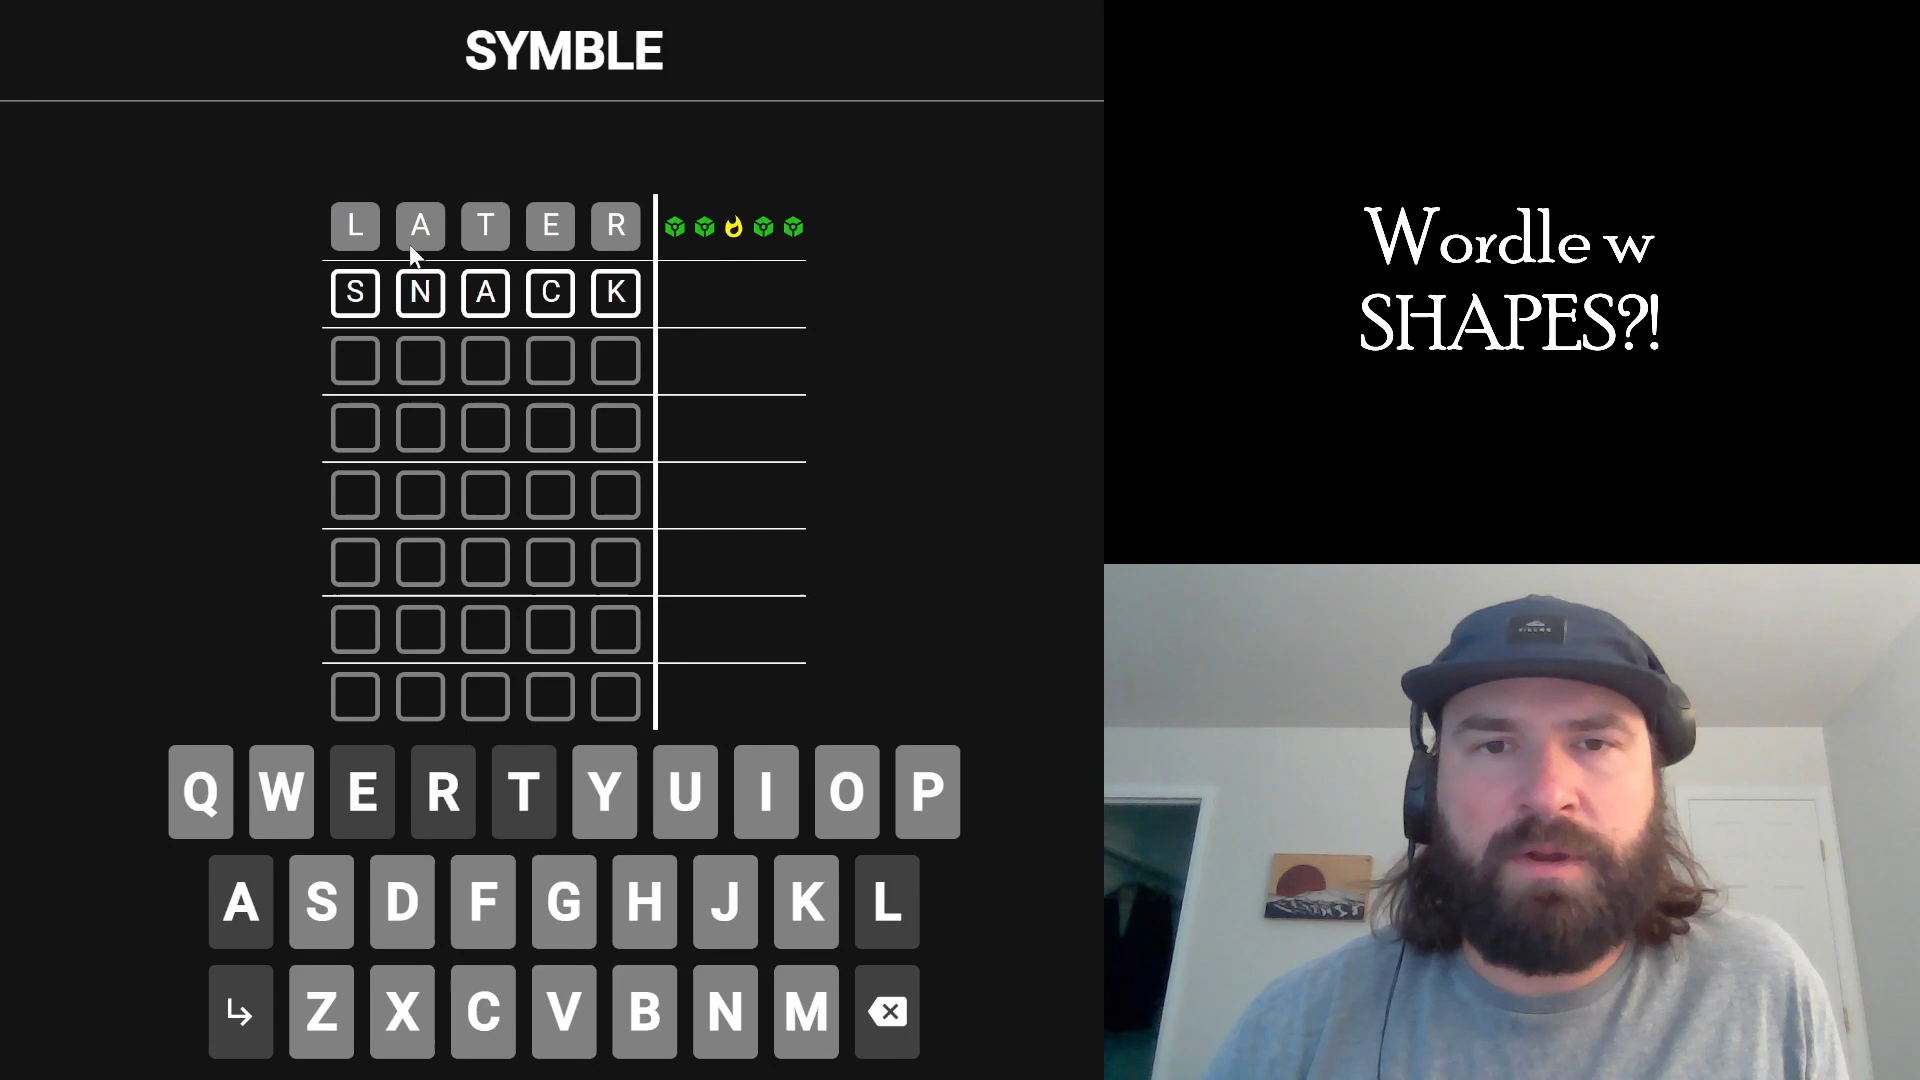 SYMBLE
L A T E R
S N A C K
Wordle w
SHAPES?!
Q W E R T Y U I O P
A S D F G H J K L
Z X C V B N M